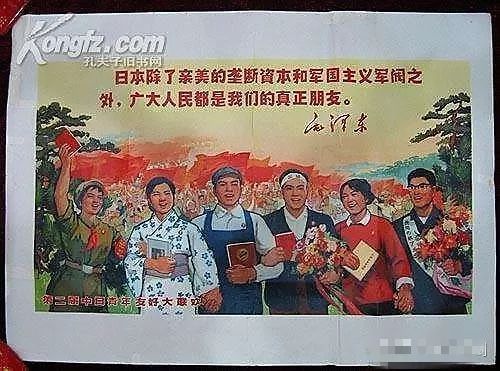 Kongfz.com
孔夫子旧书网
日本除了亲美的垄断资本和军国主义军阀之
外,广大人民都是我们的真正朋友。
毛泽东
第二届中日青年友好大联欢